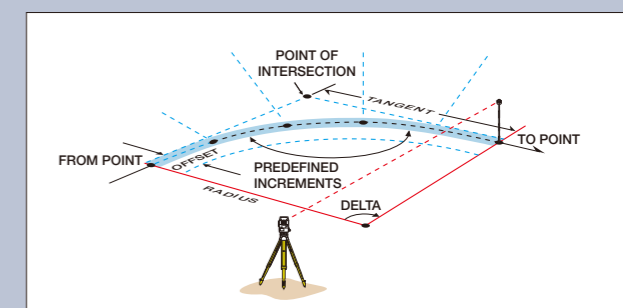 POINT OF
INTERSECTION
TANGENT
TO POINT
FROM POINT
OFFSET
PREDEFINED
INCREMENTS
RADIUS
DELTA